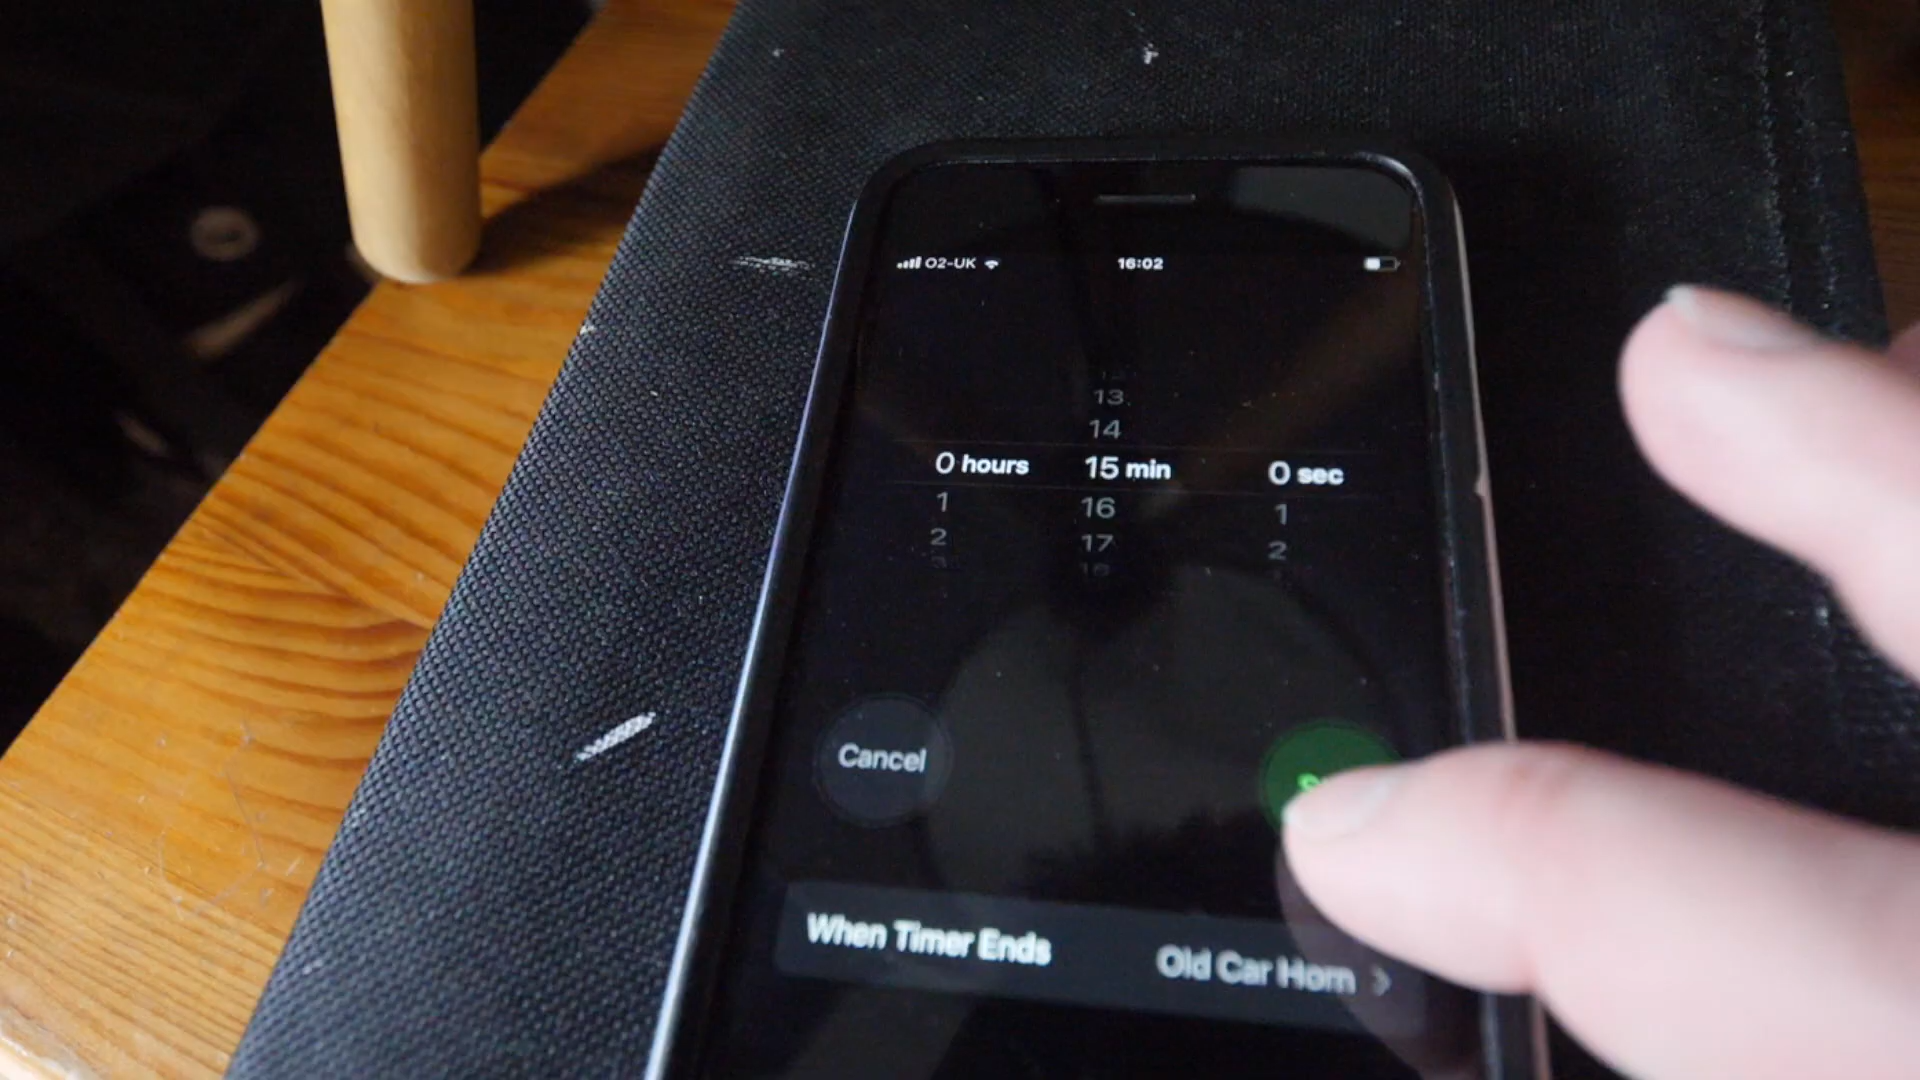 O2-UK 16:02
13
14
0 hours 15 min 0 sec
1 16 1
2 17 2
3
Cancel
When Timer Ends Old Car Horn